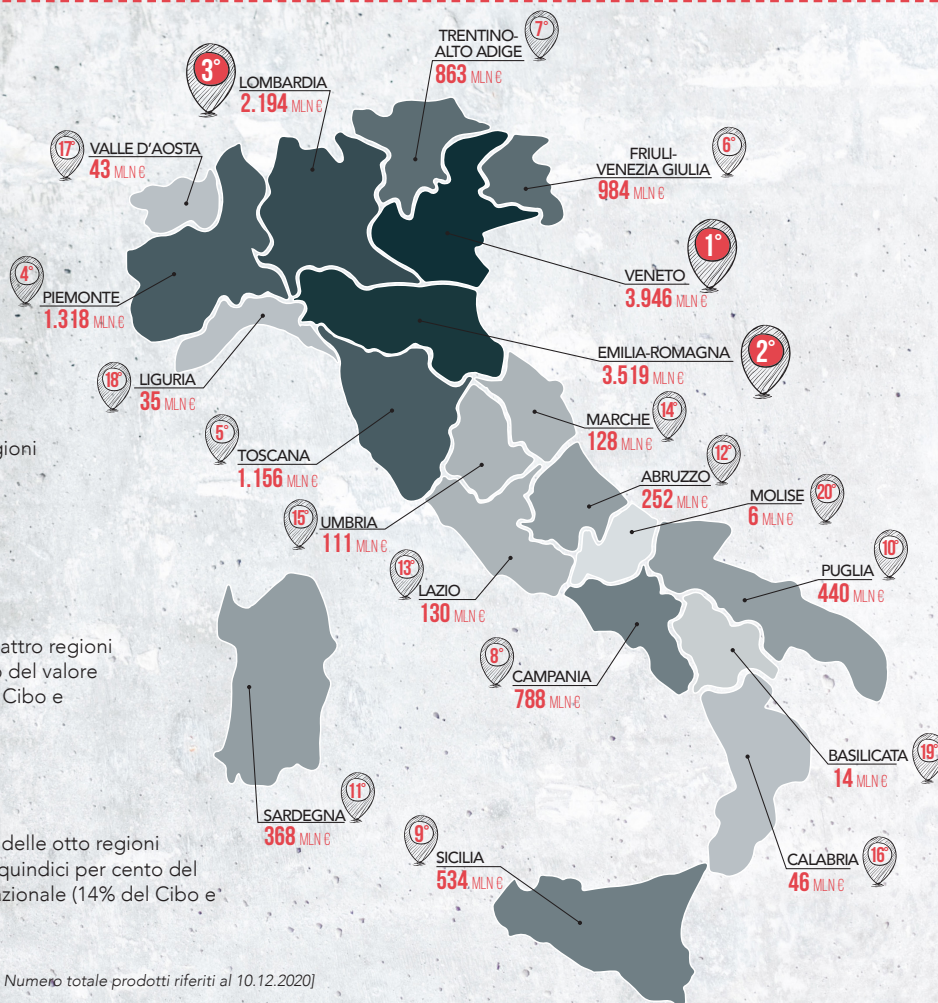 7°
TRENTINO-
ALTO ADIGE
863 MLN €
3°
LOMBARDIA
2.194 MLN €
17°
VALLE D'AOSTA
43 MLN €
6°
FRIULI-
VENEZIA GIULIA
984 MLN €
1°
VENETO
3.946 MLN €
4°
PIEMONTE
1.318 MLN €
2°
EMILIA-ROMAGNA
3.519 MLN €
18°
LIGURIA
35 MLN €
14°
MARCHE
128 MLN €
5°
TOSCANA
1.156 MLN €
gioni
12°
ABRUZZO
252 MLN €
20°
MOLISE
6 MLN €
15°
UMBRIA
111 MLN €
10°
PUGLIA
440 MLN €
13°
LAZIO
130 MLN €
attro regioni
del valore
Cibo e
8°
CAMPANIA
788 MLN €
19°
BASILICATA
14 MLN €
11°
SARDEGNA
368 MLN €
9°
SICILIA
534 MLN €
16°
CALABRIA
46 MLN €
delle otto regioni
quindici per cento del
zionale (14% del Cibo e
Numero totale prodotti riferiti al 10.12.2020]